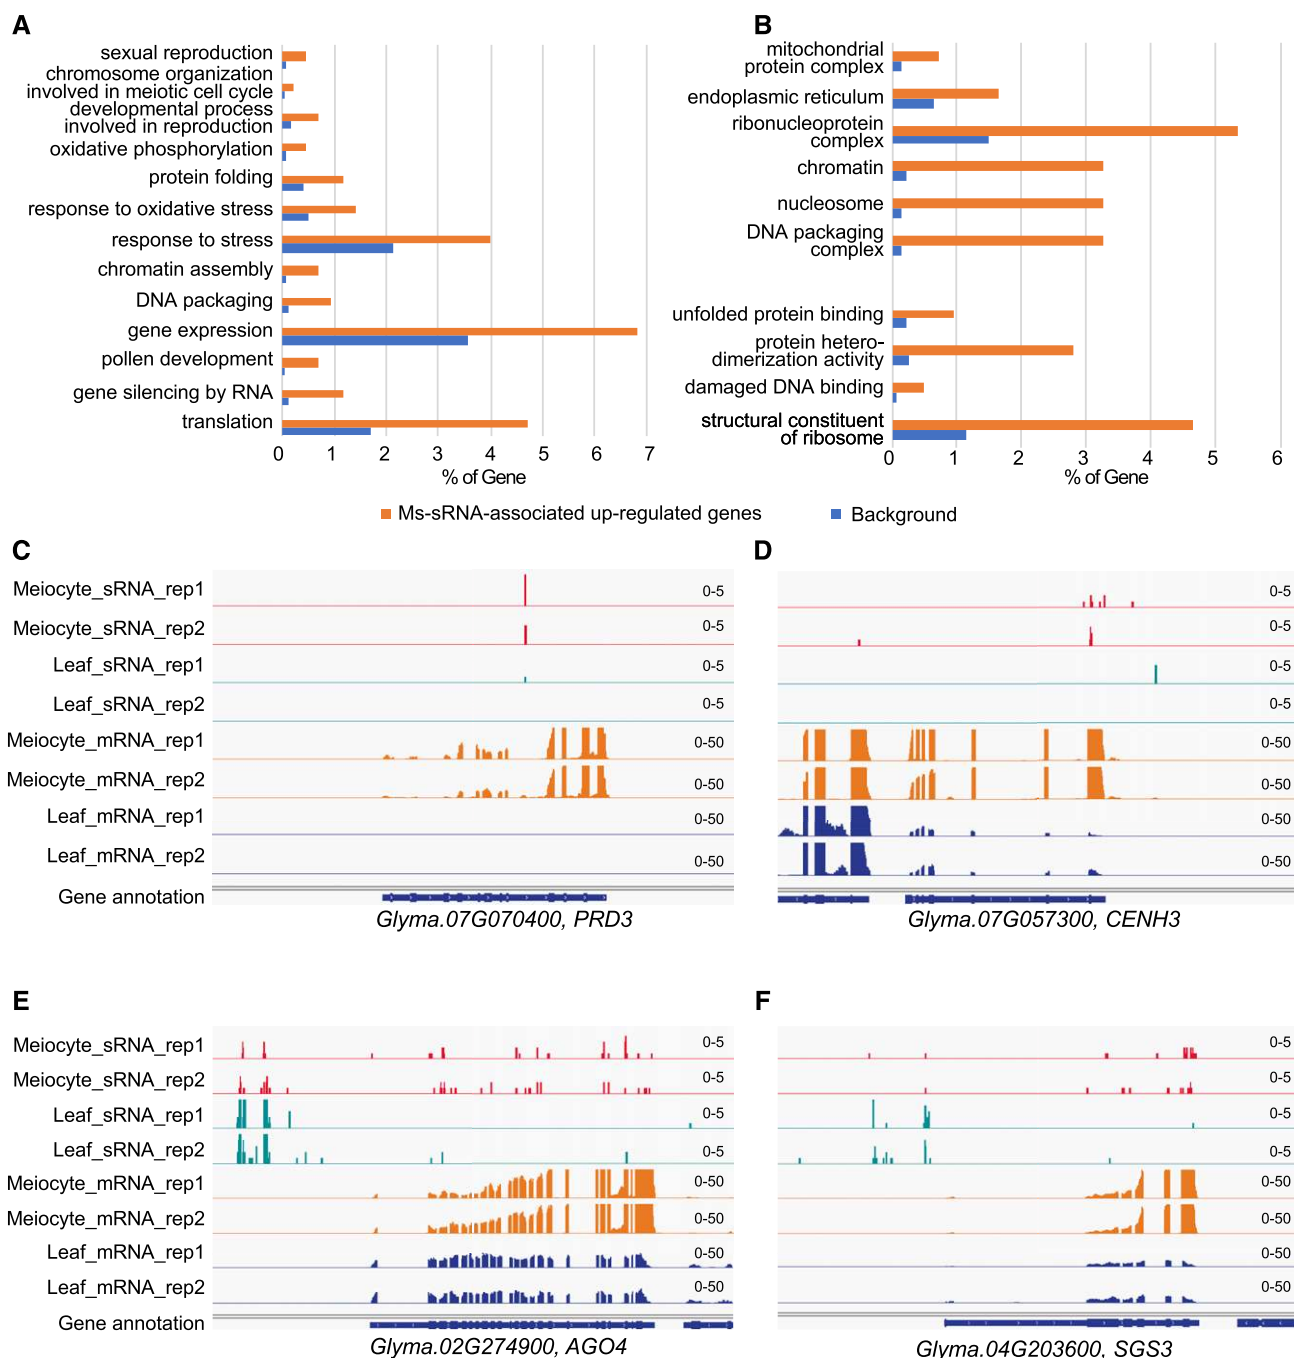 A
sexual reproduction
chromosome organization
involved in meiotic cell cycle
developmental process
involved in reproduction
oxidative phosphorylation
protein folding
response to oxidative stress
response to stress
chromatin assembly
DNA packaging
gene expression
pollen development
gene silencing by RNA
translation
0 1 2 3 4 5 6 7
% of Gene
B
mitochondrial
protein complex
endoplasmic reticulum
ribonucleoprotein
complex
chromatin
nucleosome
DNA packaging
complex
unfolded protein binding
protein hetero-
dimerization activity
damaged DNA binding
structural constituent
of ribosome
0 1 2 3 4 5 6
% of Gene
Ms-sRNA-associated up-regulated genes
Background
C
Meiocyte_sRNA_rep1 0-5
Meiocyte_sRNA_rep2 0-5
Leaf_sRNA_rep1 0-5
Leaf_sRNA_rep2 0-5
Meiocyte_mRNA_rep1 0-50
Meiocyte_mRNA_rep2 0-50
Leaf_mRNA_rep1 0-50
Leaf_mRNA_rep2 0-50
Gene annotation
Glyma.07G070400, PRD3
D
0-5
0-5
0-5
0-5
0-50
0-50
0-50
0-50
Glyma.07G057300, CENH3
E
Meiocyte_sRNA_rep1 0-5
Meiocyte_sRNA_rep2 0-5
Leaf_sRNA_rep1 0-5
Leaf_sRNA_rep2 0-5
Meiocyte_mRNA_rep1 0-50
Meiocyte_mRNA_rep2 0-50
Leaf_mRNA_rep1 0-50
Leaf_mRNA_rep2 0-50
Gene annotation
Glyma.02G274900, AGO4
F
0-5
0-5
0-5
0-5
0-50
0-50
0-50
0-50
Glyma.04G203600, SGS3